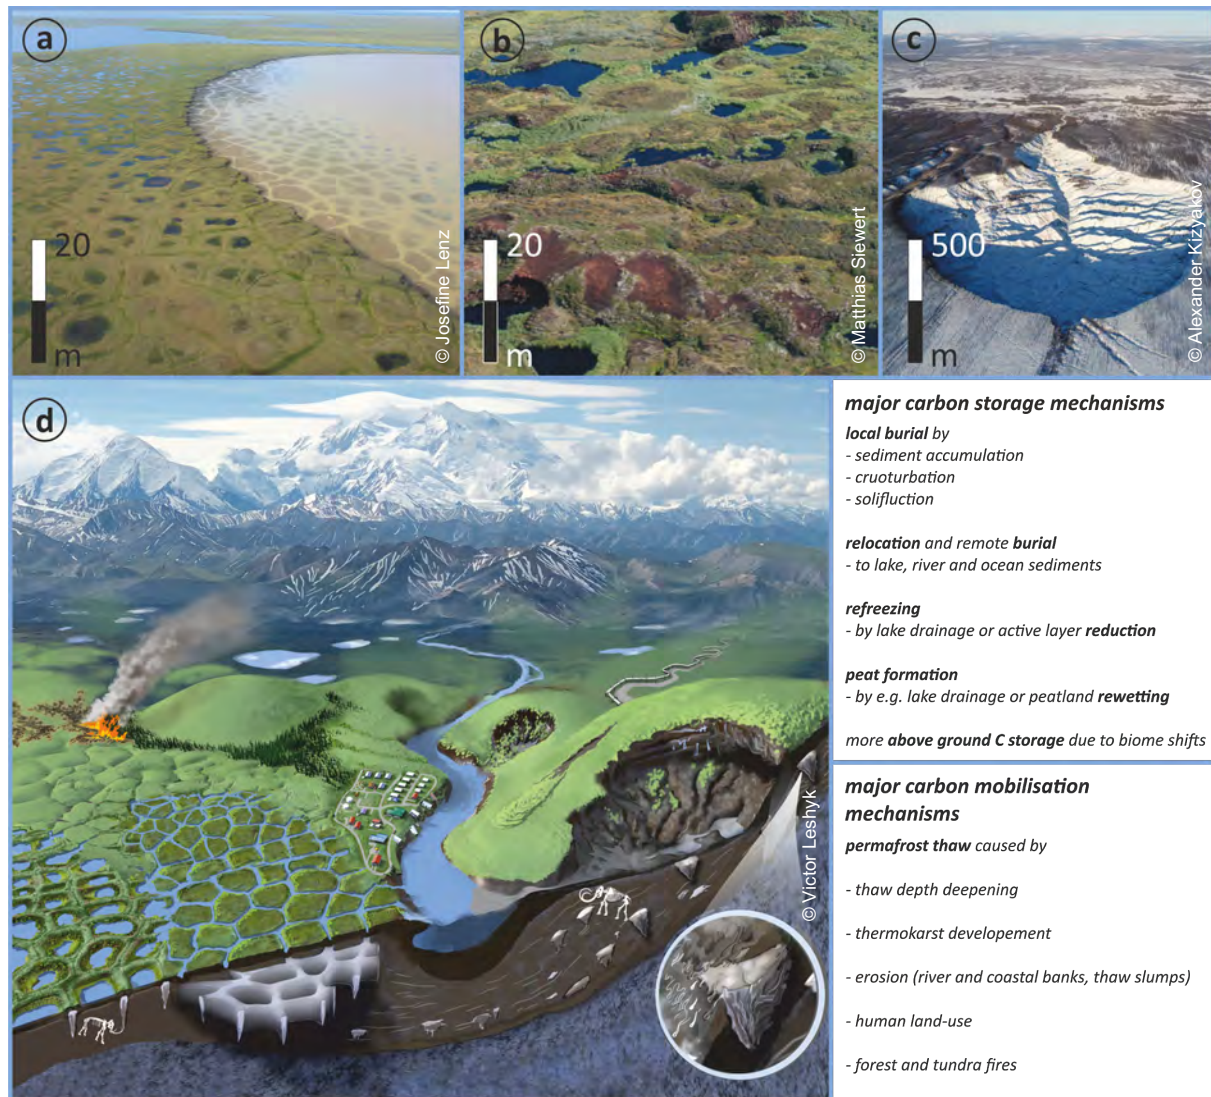 a
20
m
© Josefine Lenz
b
20
m
© Matthias Siewert
c
500
m
© Alexander Kizyakov
d
© Victor Leshyk
major carbon storage mechanisms
local burial by
- sediment accumulation
- cruoturbation
- solifluction
relocation and remote burial
- to lake, river and ocean sediments
refreezing
- by lake drainage or active layer reduction
peat formation
- by e.g. lake drainage or peatland rewetting
more above ground C storage due to biome shifts
major carbon mobilisation
mechanisms
permafrost thaw caused by
- thaw depth deepening
- thermokarst developement
- erosion (river and coastal banks, thaw slumps)
- human land-use
- forest and tundra fires